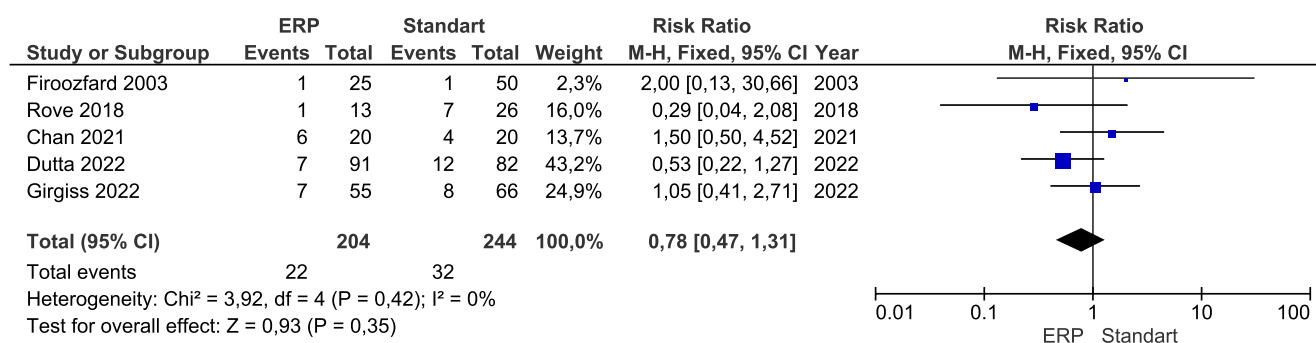 ERP Standart Risk Ratio Risk Ratio
Study or Subgroup Events Total Events Total Weight M-H, Fixed, 95% CI Year M-H, Fixed, 95% CI
Firoozfard 2003 1 25 1 50 2,3% 2,00 [0,13, 30,66] 2003
Rove 2018 1 13 7 26 16,0% 0,29 [0,04, 2,08] 2018
Chan 2021 6 20 4 20 13,7% 1,50 [0,50, 4,52] 2021
Dutta 2022 7 91 12 82 43,2% 0,53 [0,22, 1,27] 2022
Girgiss 2022 7 55 8 66 24,9% 1,05 [0,41, 2,71] 2022
Total (95% CI) 204 244 100,0% 0,78 [0,47, 1,31]
Total events 22 32
Heterogeneity: Chi² = 3,92, df = 4 (P = 0,42); I² = 0%
Test for overall effect: Z = 0,93 (P = 0,35)
0.01 0.1 1 10 100
ERP Standart